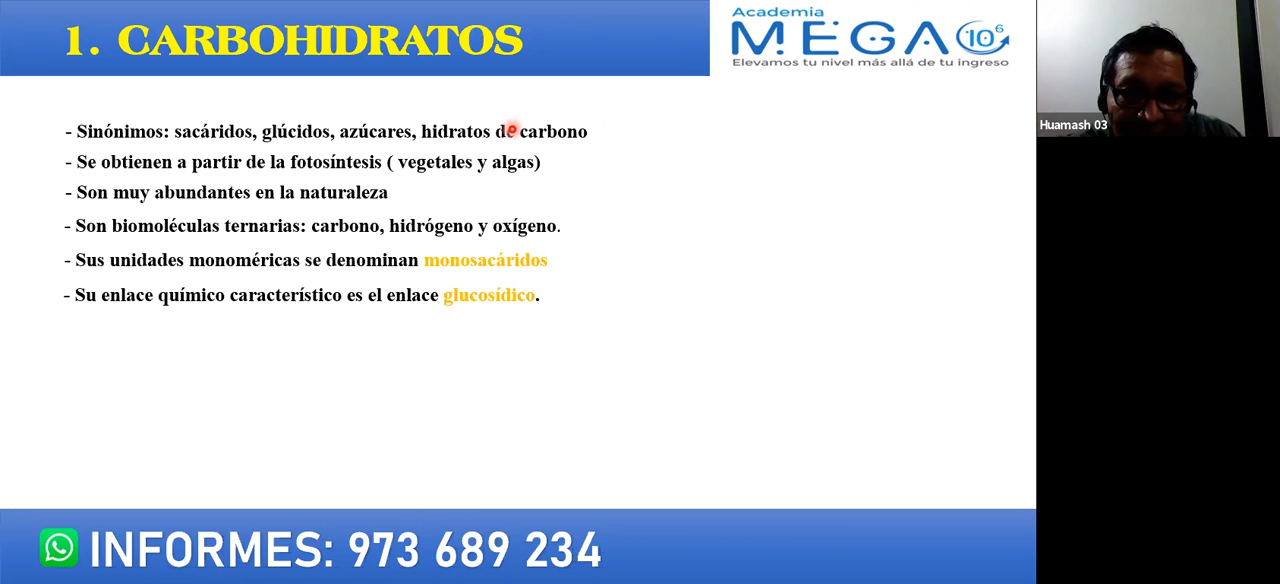 1. CARBOHIDRATOS
Academia
MEGA 10⁶
Elevamos tu nivel más allá de tu ingreso
Huamash 03
- Sinónimos: sacáridos, glúcidos, azúcares, hidratos de carbono
- Se obtienen a partir de la fotosíntesis ( vegetales y algas)
- Son muy abundantes en la naturaleza
- Son biomoléculas ternarias: carbono, hidrógeno y oxígeno.
- Sus unidades monoméricas se denominan monosacáridos
- Su enlace químico característico es el enlace glucosídico.
INFORMES: 973 689 234